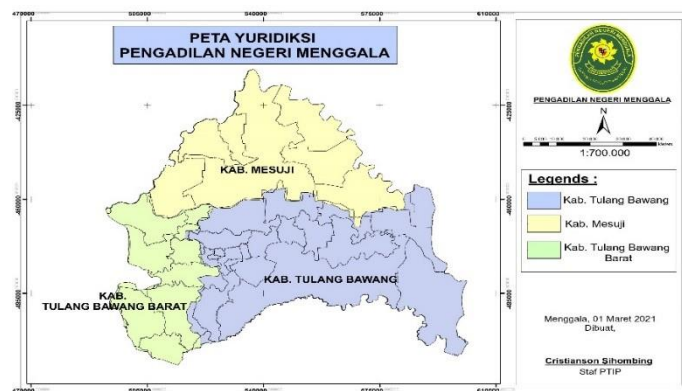 PETA YURIDIKSI
PENGADILAN NEGERI MENGGALA
KAB. MESUJI
KAB. TULANG BAWANG
KAB.
TULANG BAWANG BARAT
PENGADILAN NEGERI MENGGALA
N
1:700.000
Legends :
Kab. Tulang Bawang
Kab. Mesuji
Kab. Tulang Bawang
Barat
Menggala, 01 Maret 2021
Dibuat,
Cristianson Sihombing
Staf PTIP